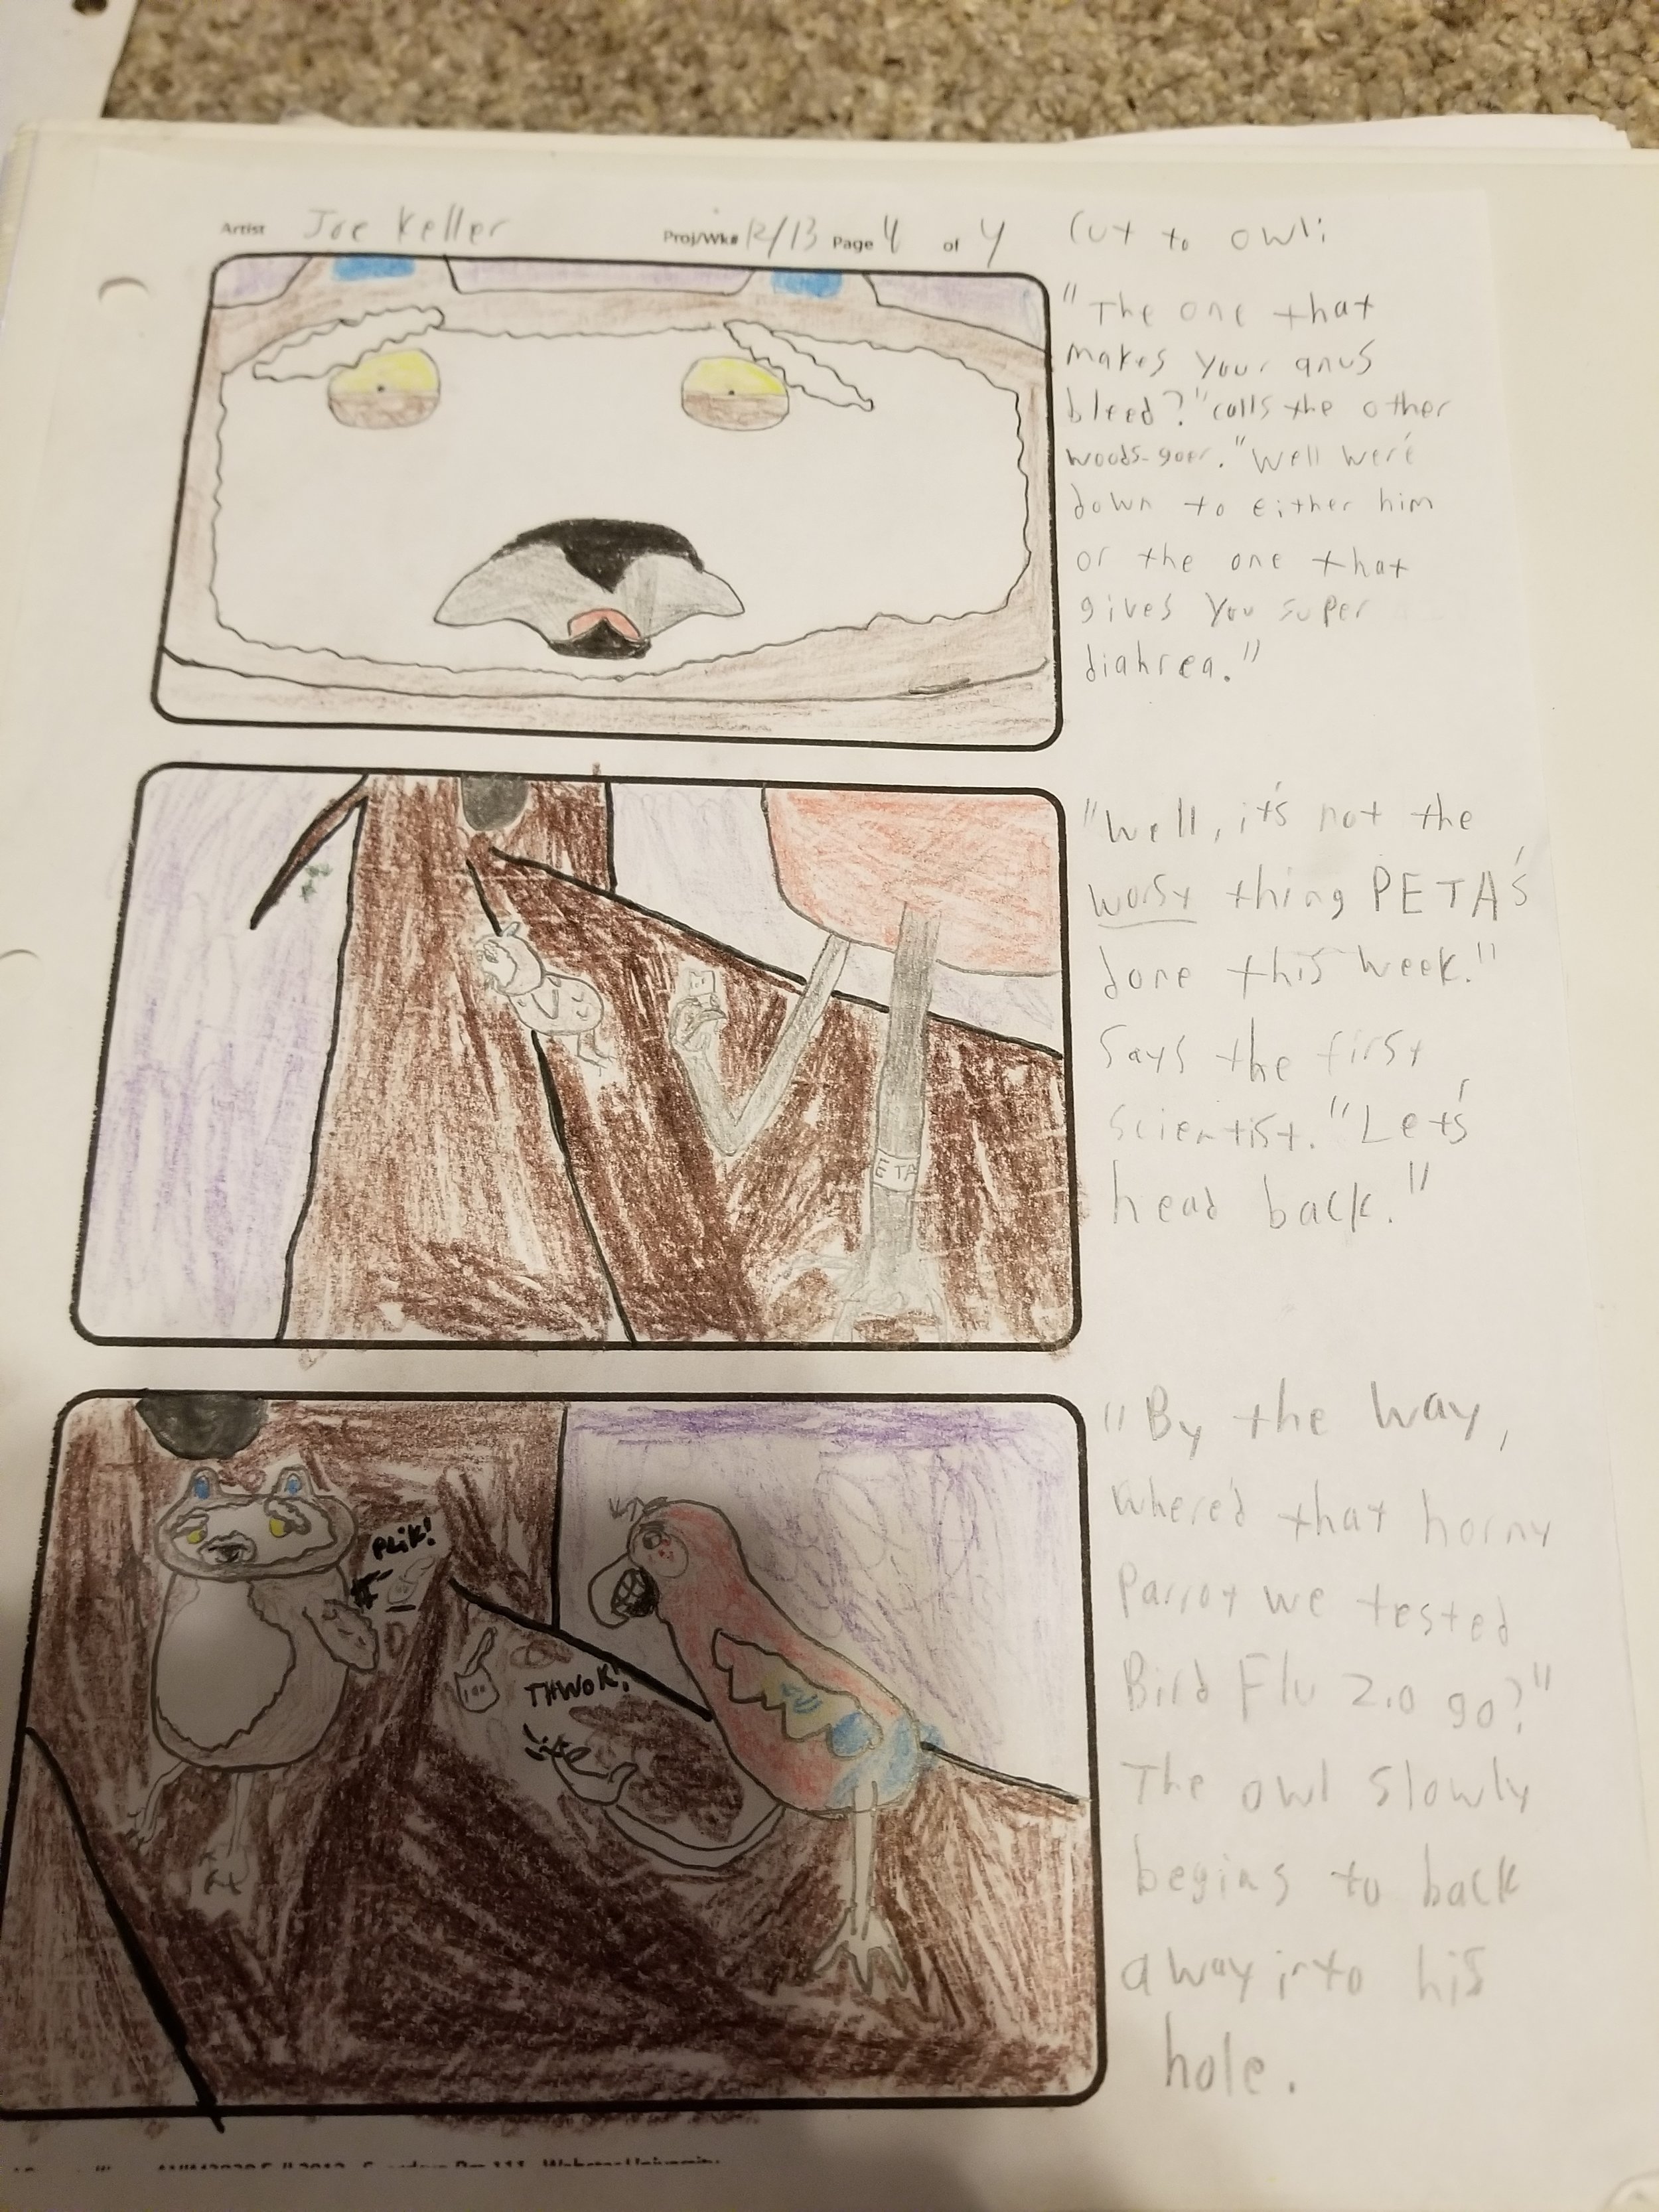 Artist Joe Keller Proj/Wk# 12/13 Page 4 of 4
Cut to owl:
"The one that
makes your anus
bleed?" calls the other
woods-goer. "Well we're
down to either him
or the one that
gives you super
diahrea."
"Well, it's not the
worst thing PETA's
done this week."
Says the first
scientist. "Let's
head back."
ETA
"By the way,
where'd that horny
Parrot we tested
Bird Flu 2.0 go?"
The owl slowly
begins to back
away into his
hole.
PLIK!
THWOK!
Webster University